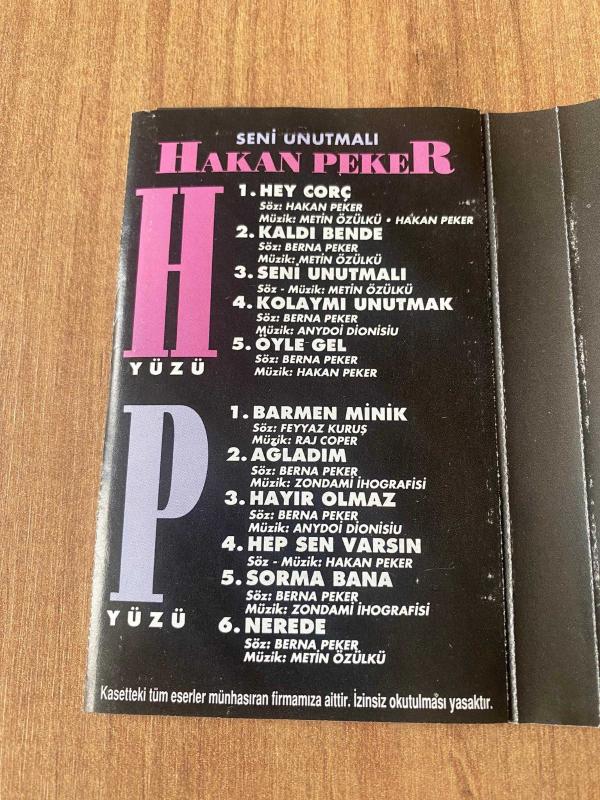 SENİ UNUTMALI
HAKAN PEKER
H
YÜZÜ
1. HEY CORÇ
Söz: HAKAN PEKER
Müzik: METİN ÖZÜLKÜ • HAKAN PEKER
2. KALDI BENDE
Söz: BERNA PEKER
Müzik: METİN ÖZÜLKÜ
3. SENİ UNUTMALI
Söz - Müzik: METİN ÖZÜLKÜ
4. KOLAYMI UNUTMAK
Söz: BERNA PEKER
Müzik: ANYDOİ DİONİSİU
5. ÖYLE GEL
Söz: BERNA PEKER
Müzik: HAKAN PEKER
P
YÜZÜ
1. BARMEN MİNİK
Söz: FEYYAZ KURUŞ
Müzik: RAJ COPER
2. AGLADIM
Söz: BERNA PEKER
Müzik: ZONDAMİ İHOGRAFİSİ
3. HAYIR OLMAZ
Söz: BERNA PEKER
Müzik: ANYDOİ DİONİSİU
4. HEP SEN VARSIN
Söz - Müzik: HAKAN PEKER
5. SORMA BANA
Söz: BERNA PEKER
Müzik: ZONDAMİ İHOGRAFİSİ
6. NEREDE
Söz: BERNA PEKER
Müzik: METİN ÖZÜLKÜ
Kasetteki tüm eserler münhasıran firmamıza aittir. İzinsiz okutulması yasaktır.